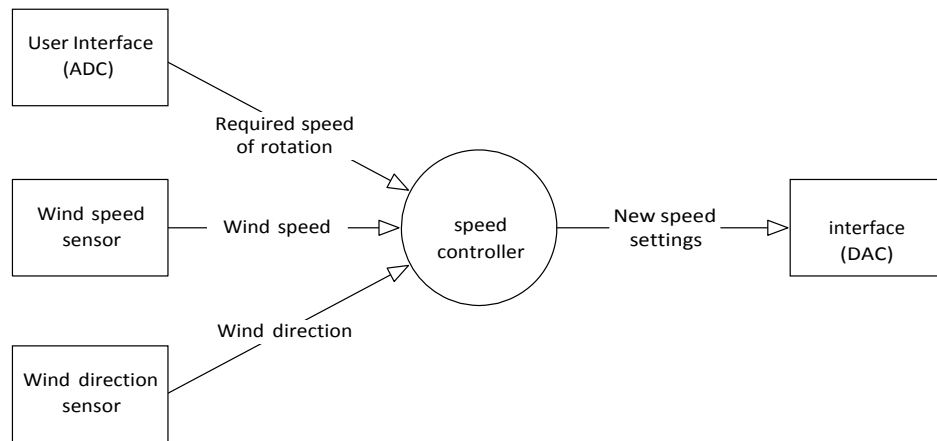 User Interface
(ADC)
Required speed
of rotation
Wind speed
sensor
Wind speed
speed
controller
New speed
settings
interface
(DAC)
Wind direction
Wind direction
sensor